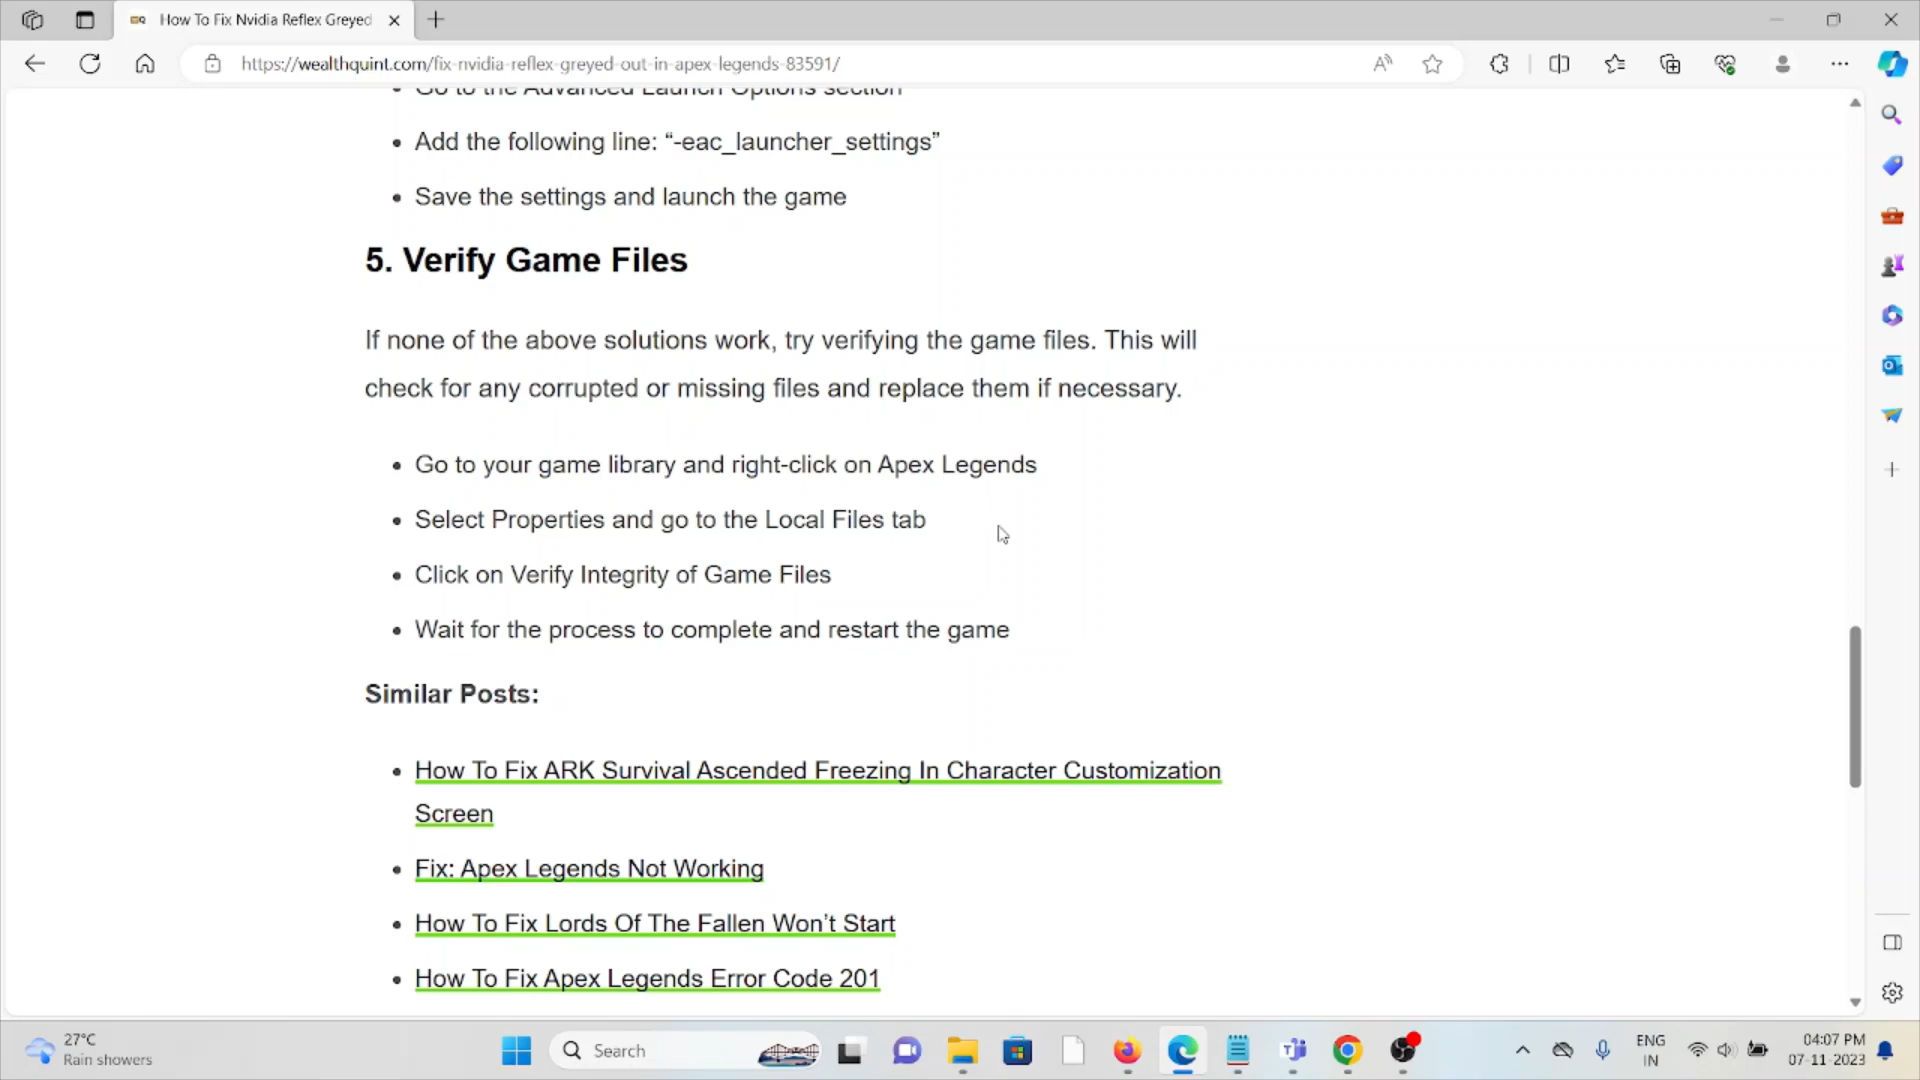 How To Fix Nvidia Reflex Greyed
https://wealthquint.com/fix-nvidia-reflex-greyed-out-in-apex-legends-83591/
Go to the Advanced Launch Options section
Add the following line: “-eac_launcher_settings”
Save the settings and launch the game
5. Verify Game Files
If none of the above solutions work, try verifying the game files. This will
check for any corrupted or missing files and replace them if necessary.
Go to your game library and right-click on Apex Legends
Select Properties and go to the Local Files tab
Click on Verify Integrity of Game Files
Wait for the process to complete and restart the game
Similar Posts:
How To Fix ARK Survival Ascended Freezing In Character Customization
Screen
Fix: Apex Legends Not Working
How To Fix Lords Of The Fallen Won’t Start
How To Fix Apex Legends Error Code 201
27°C
Rain showers
Search
ENG
IN
04:07 PM
07-11-2023